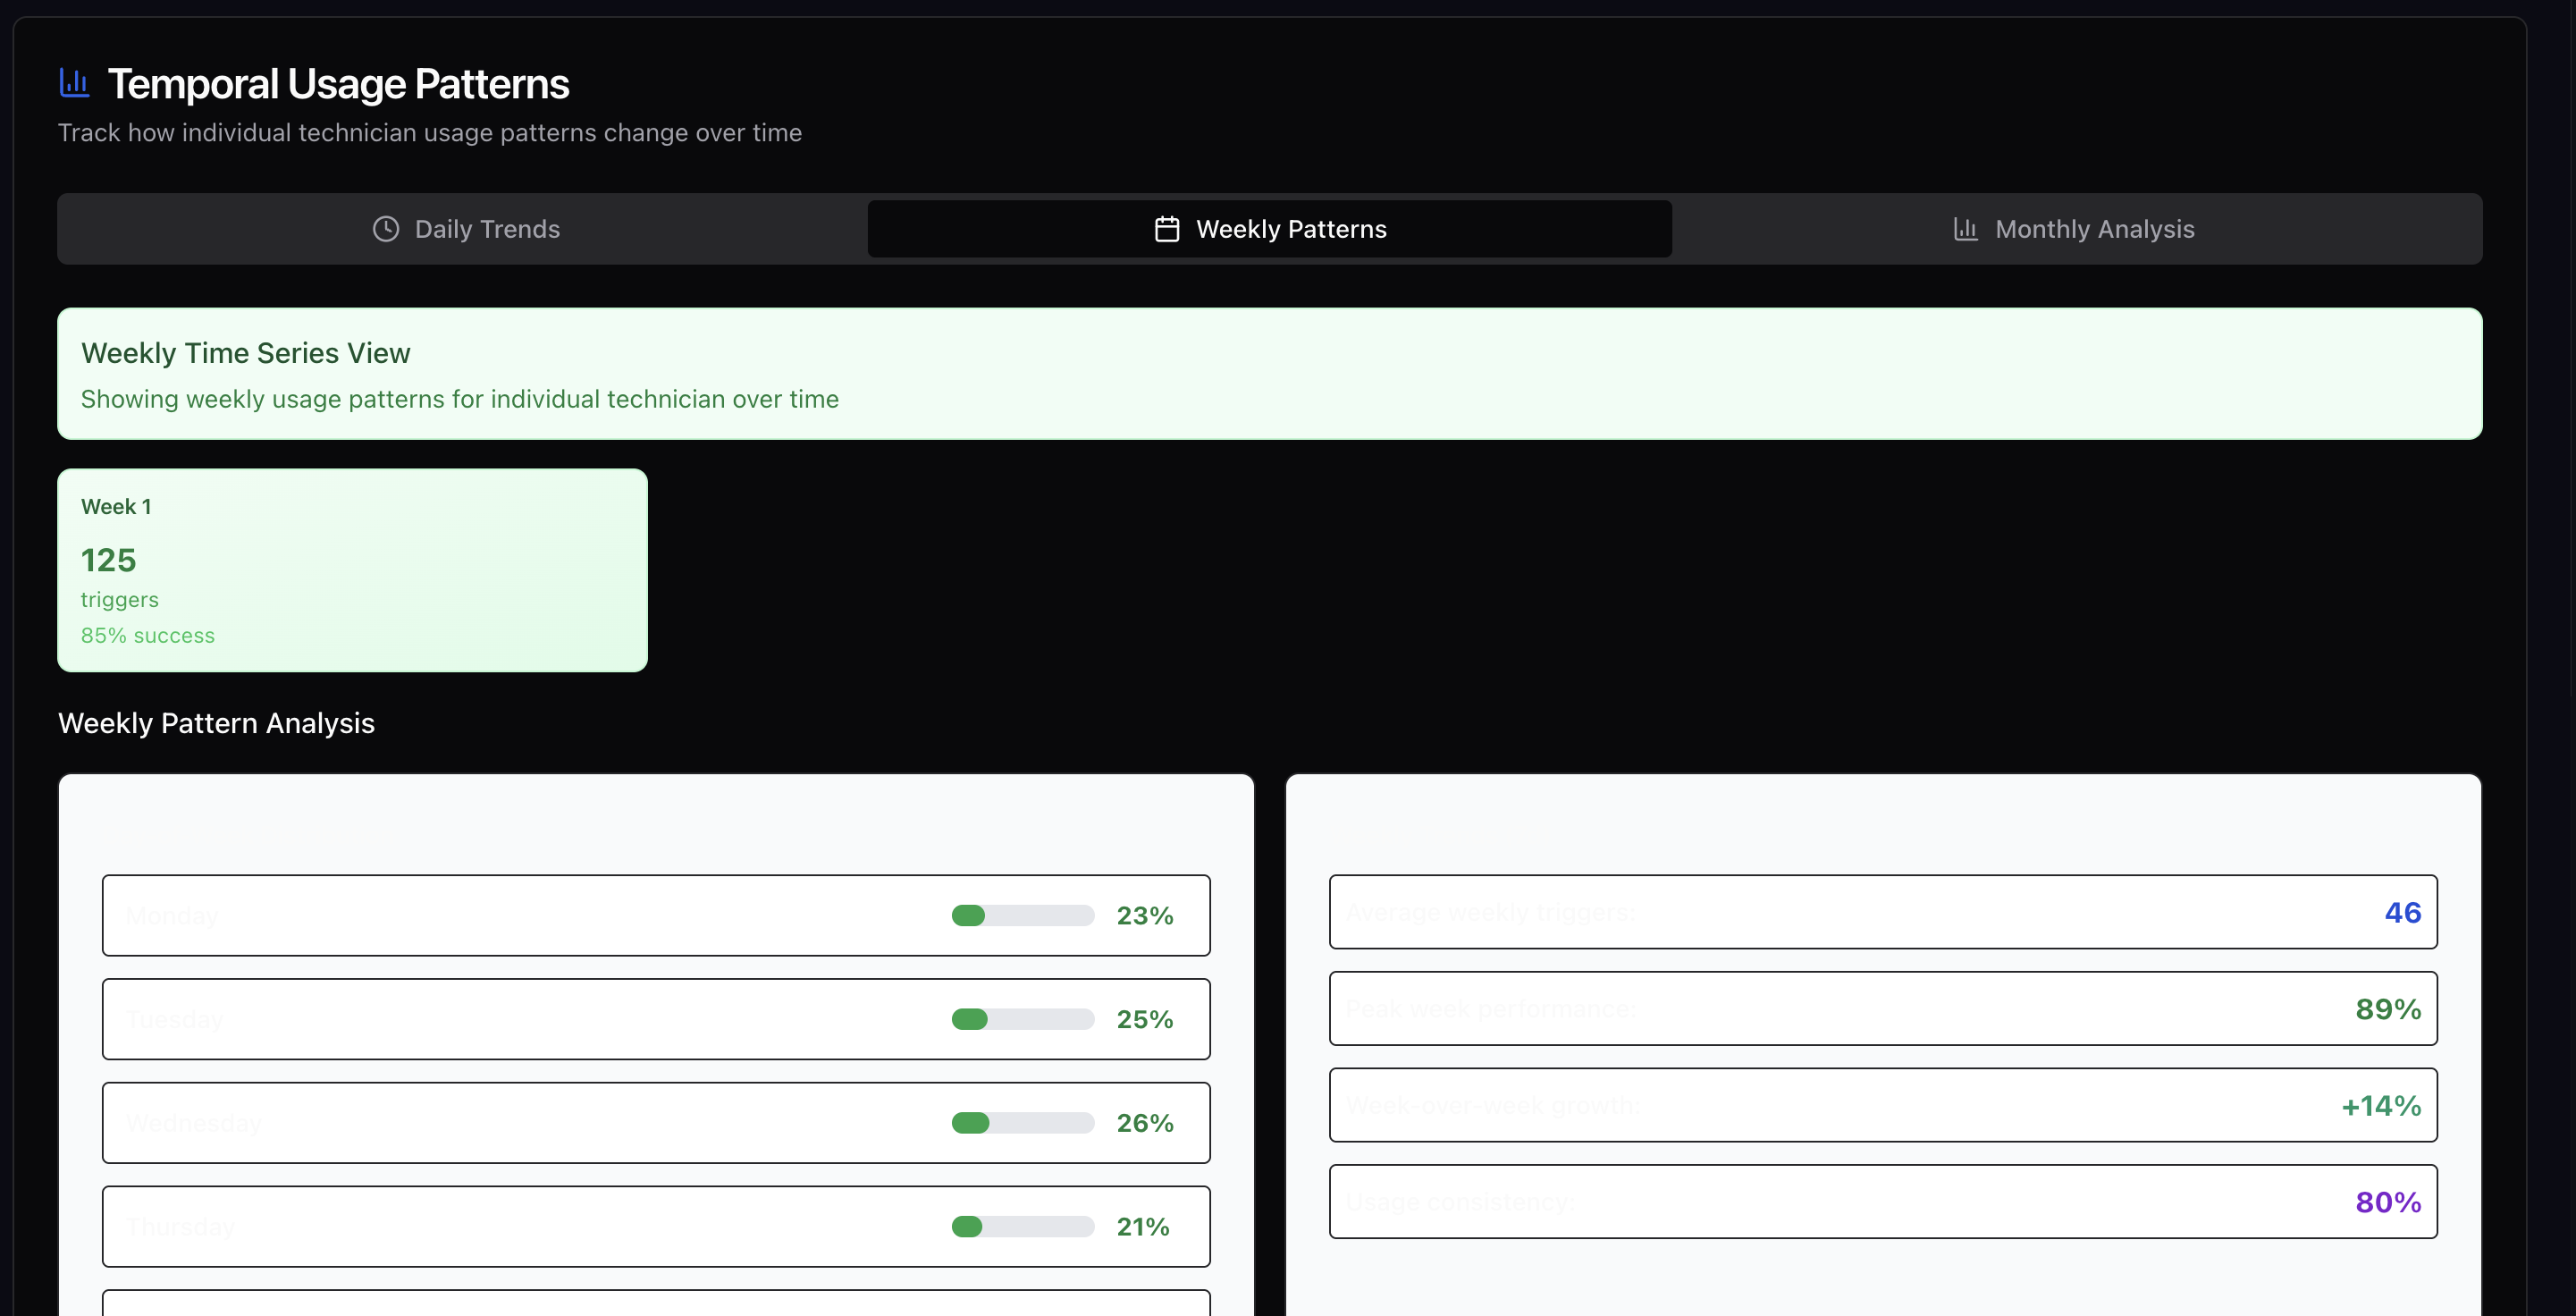 Temporal Usage Patterns
Track how individual technician usage patterns change over time
Daily Trends
Weekly Patterns
Monthly Analysis
Weekly Time Series View
Showing weekly usage patterns for individual technician over time
Week 1
125
triggers
85% success
Weekly Pattern Analysis
Monday 23%
Tuesday 25%
Wednesday 26%
Thursday 21%
Average weekly triggers: 46
Peak week performance: 89%
Week-over-week growth: +14%
Usage consistency: 80%